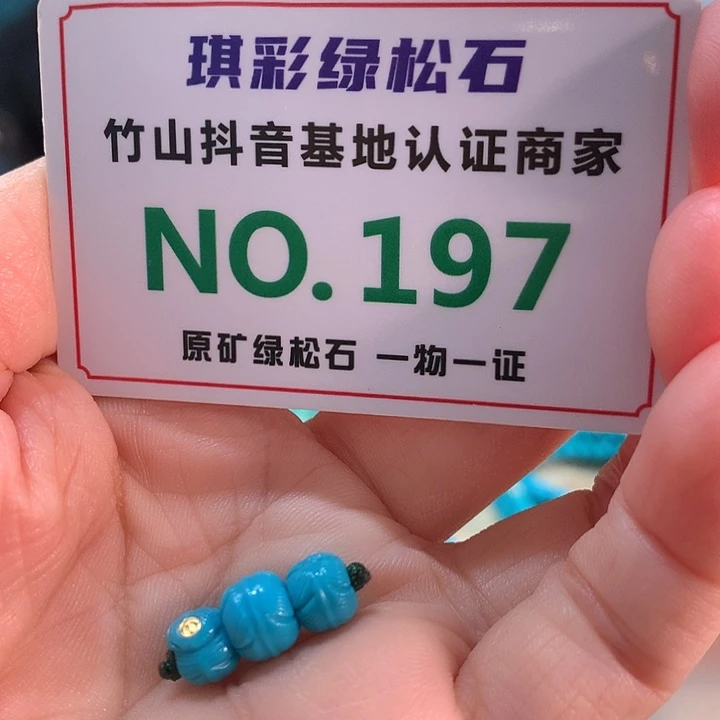 琪彩绿松石
竹山抖音基地认证商家
NO.197
原矿绿松石 一物一证